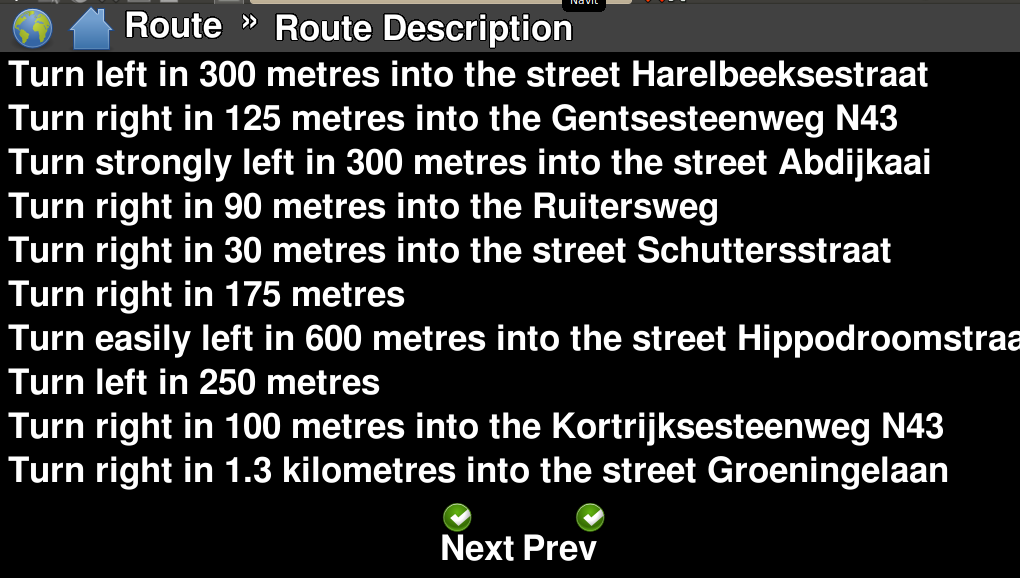 Navit
Route » Route Description
Turn left in 300 metres into the street Harelbeeksestraat
Turn right in 125 metres into the Gentsesteenweg N43
Turn strongly left in 300 metres into the street Abdijkaai
Turn right in 90 metres into the Ruitersweg
Turn right in 30 metres into the street Schuttersstraat
Turn right in 175 metres
Turn easily left in 600 metres into the street Hippodroomstraa
Turn left in 250 metres
Turn right in 100 metres into the Kortrijksesteenweg N43
Turn right in 1.3 kilometres into the street Groeningelaan
Next Prev